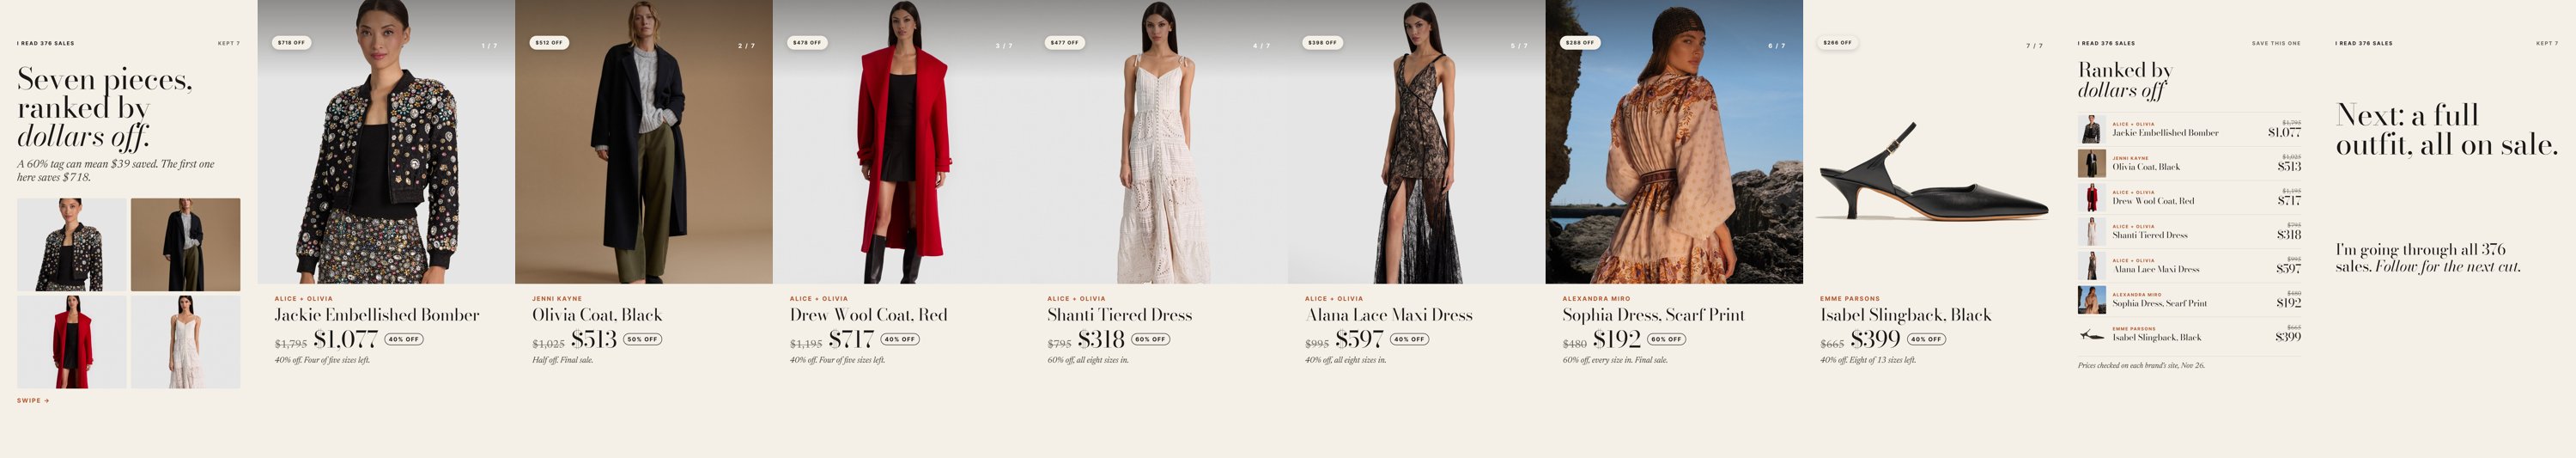 I READ 376 SALES
KEPT 7
Seven pieces,
ranked by
dollars off.
A 60% tag can mean $39 saved. The first one
here saves $718.
SWIPE →
$718 OFF
1 / 7
ALICE + OLIVIA
Jackie Embellished Bomber
$1,795 $1,077 40% OFF
40% off. Four of five sizes left.
$512 OFF
2 / 7
JENNI KAYNE
Olivia Coat, Black
$1,025 $513 50% OFF
Half off. Final sale.
$478 OFF
3 / 7
ALICE + OLIVIA
Drew Wool Coat, Red
$1,195 $717 40% OFF
40% off. Four of five sizes left.
$477 OFF
4 / 7
ALICE + OLIVIA
Shanti Tiered Dress
$795 $318 60% OFF
60% off, all eight sizes in.
$398 OFF
5 / 7
ALICE + OLIVIA
Alana Lace Maxi Dress
$995 $597 40% OFF
40% off, all eight sizes in.
$288 OFF
6 / 7
ALEXANDRA MIRO
Sophia Dress, Scarf Print
$480 $192 60% OFF
60% off, every size in. Final sale.
$266 OFF
7 / 7
EMME PARSONS
Isabel Slingback, Black
$665 $399 40% OFF
40% off. Eight of 13 sizes left.
I READ 376 SALES
SAVE THIS ONE
Ranked by
dollars off
ALICE + OLIVIA
Jackie Embellished Bomber
$1,795
$1,077
JENNI KAYNE
Olivia Coat, Black
$1,025
$513
ALICE + OLIVIA
Drew Wool Coat, Red
$1,195
$717
ALICE + OLIVIA
Shanti Tiered Dress
$795
$318
ALICE + OLIVIA
Alana Lace Maxi Dress
$995
$597
ALEXANDRA MIRO
Sophia Dress, Scarf Print
$480
$192
EMME PARSONS
Isabel Slingback, Black
$665
$399
Prices checked on each brand's site, Nov 26.
I READ 376 SALES
KEPT 7
Next: a full
outfit, all on sale.
I'm going through all 376
sales. Follow for the next cut.